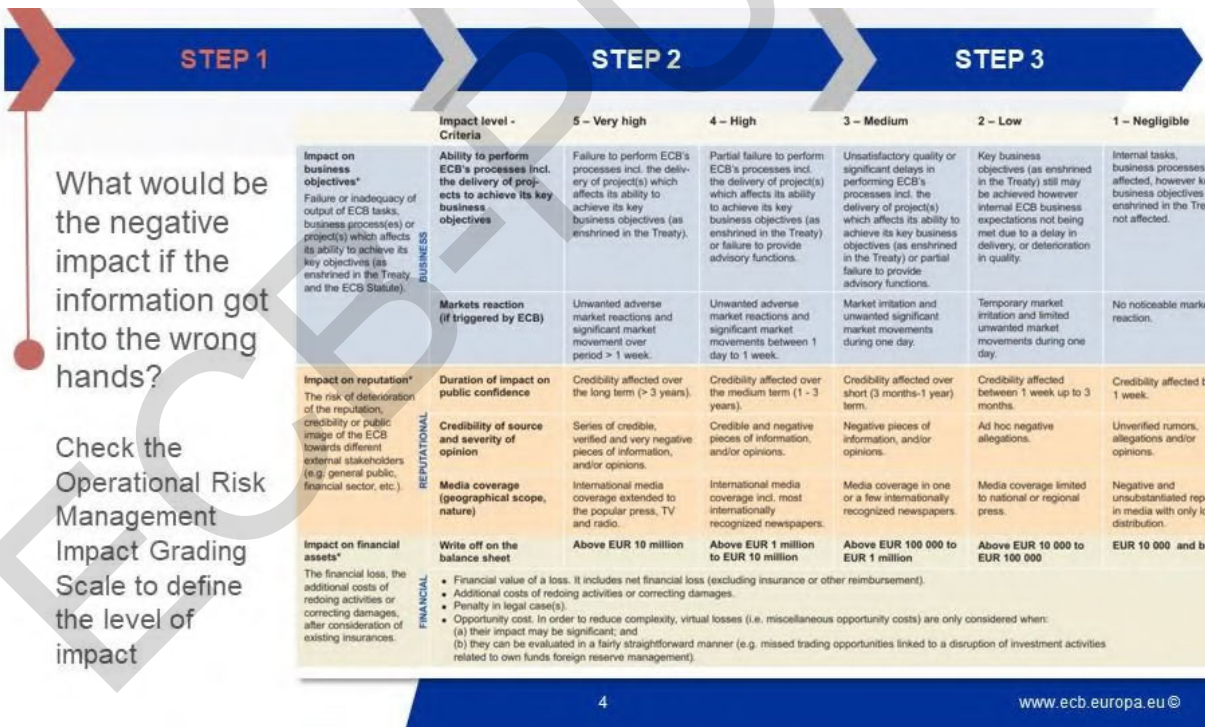 STEP 1
STEP 2
STEP 3
What would be
the negative
impact if the
information got
into the wrong
hands?
Check the
Operational Risk
Management
Impact Grading
Scale to define
the level of
impact
Impact level -
Criteria
5 – Very high
4 – High
3 – Medium
2 – Low
1 – Negligible
Impact on
business
objectives*
Failure or inadequacy of
output of ECB tasks,
business process(es) or
project(s) which affects
its ability to achieve its
key objectives (as
enshrined in the Treaty
and the ECB Statute).
BUSINESS
Ability to perform
ECB's processes incl.
the delivery of proj-
ects to achieve its key
business
objectives
Failure to perform ECB's
processes incl. the deliv-
ery of project(s) which
affects its ability to
achieve its key
business objectives (as
enshrined in the Treaty).
Partial failure to perform
ECB's processes incl.
the delivery of project(s)
which affects its ability
to achieve its key
business objectives (as
enshrined in the Treaty)
or failure to provide
advisory functions.
Unsatisfactory quality or
significant delays in
performing ECB's
processes incl. the
delivery of project(s)
which affects its ability to
achieve its key business
objectives (as enshrined
in the Treaty) or partial
failure to provide
advisory functions.
Key business
objectives (as enshrined
in the Treaty) still may
be achieved however
internal ECB business
expectations not being
met due to a delay in
delivery, or deterioration
in quality.
Internal tasks,
business processes
affected, however
business objectives
enshrined in the
not affected.
Markets reaction
(if triggered by ECB)
Unwanted adverse
market reactions and
significant market
movement over
period > 1 week.
Unwanted adverse
market reactions and
significant market
movements between 1
day to 1 week.
Market irritation and
unwanted significant
market movements
during one day.
Temporary market
irritation and limited
unwanted market
movements during one
day.
No noticeable
reaction.
Impact on reputation*
The risk of deterioration
of the reputation,
credibility or public
image of the ECB
towards different
external stakeholders
(e.g. general public,
financial sector, etc.).
REPUTATIONAL
Duration of impact on
public confidence
Credibility affected over
the long term (> 3 years).
Credibility affected over
the medium term (1 - 3
years).
Credibility affected over
short (3 months-1 year)
term.
Credibility affected
between 1 week up to 3
months.
Credibility affected
1 week.
Credibility of source
and severity of
opinion
Series of credible,
verified and very negative
pieces of information,
and/or opinions.
Credible and negative
pieces of information,
and/or opinions.
Negative pieces of
information, and/or
opinions.
Ad hoc negative
allegations.
Unverified rumors,
allegations and/or
opinions.
Media coverage
(geographical scope,
nature)
International media
coverage extended to
the popular press, TV
and radio.
International media
coverage incl. most
internationally
recognized newspapers.
Media coverage in one
or a few internationally
recognized newspapers.
Media coverage limited
to national or regional
press.
Negative and
unsubstantiated
in media with only
distribution.
Impact on financial
assets*
The financial loss, the
additional costs of
redoing activities or
correcting damages,
after consideration of
existing insurances.
FINANCIAL
Write off on the
balance sheet
Above EUR 10 million
Above EUR 1 million
to EUR 10 million
Above EUR 100 000 to
EUR 1 million
Above EUR 10 000 to
EUR 100 000
EUR 10 000 and
• Financial value of a loss. It includes net financial loss (excluding insurance or other reimbursement).
• Additional costs of redoing activities or correcting damages.
• Penalty in legal case(s).
• Opportunity cost. In order to reduce complexity, virtual losses (i.e. miscellaneous opportunity costs) are only considered when:
(a) their impact may be significant; and
(b) they can be evaluated in a fairly straightforward manner (e.g. missed trading opportunities linked to a disruption of investment activities
related to own funds foreign reserve management).
4
www.ecb.europa.eu©